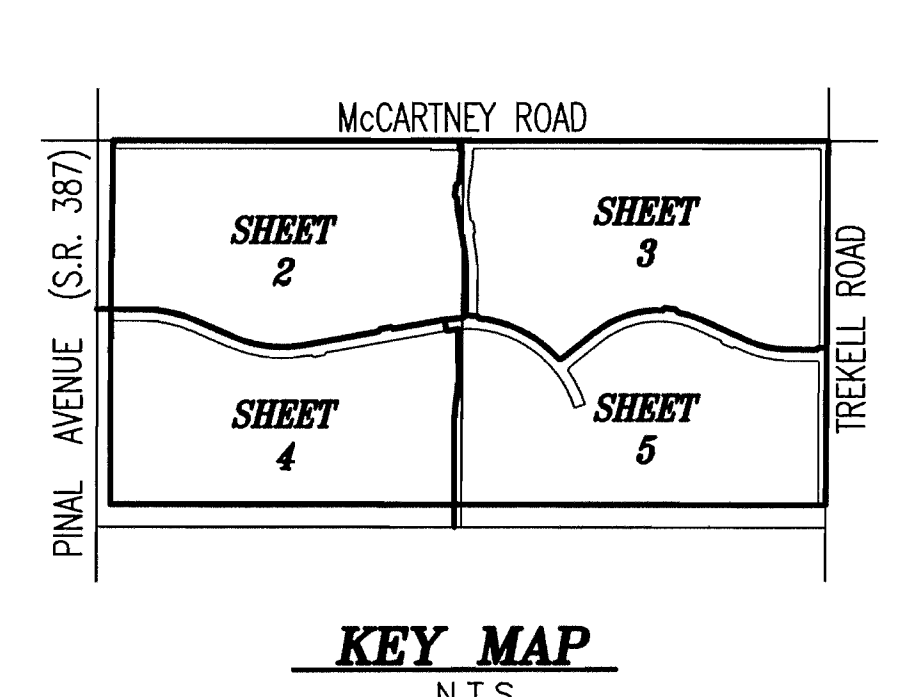 McCARTNEY ROAD
PINAL AVENUE (S.R. 387)
SHEET
2
SHEET
3
TREKELL ROAD
SHEET
4
SHEET
5
KEY MAP
N.T.S.